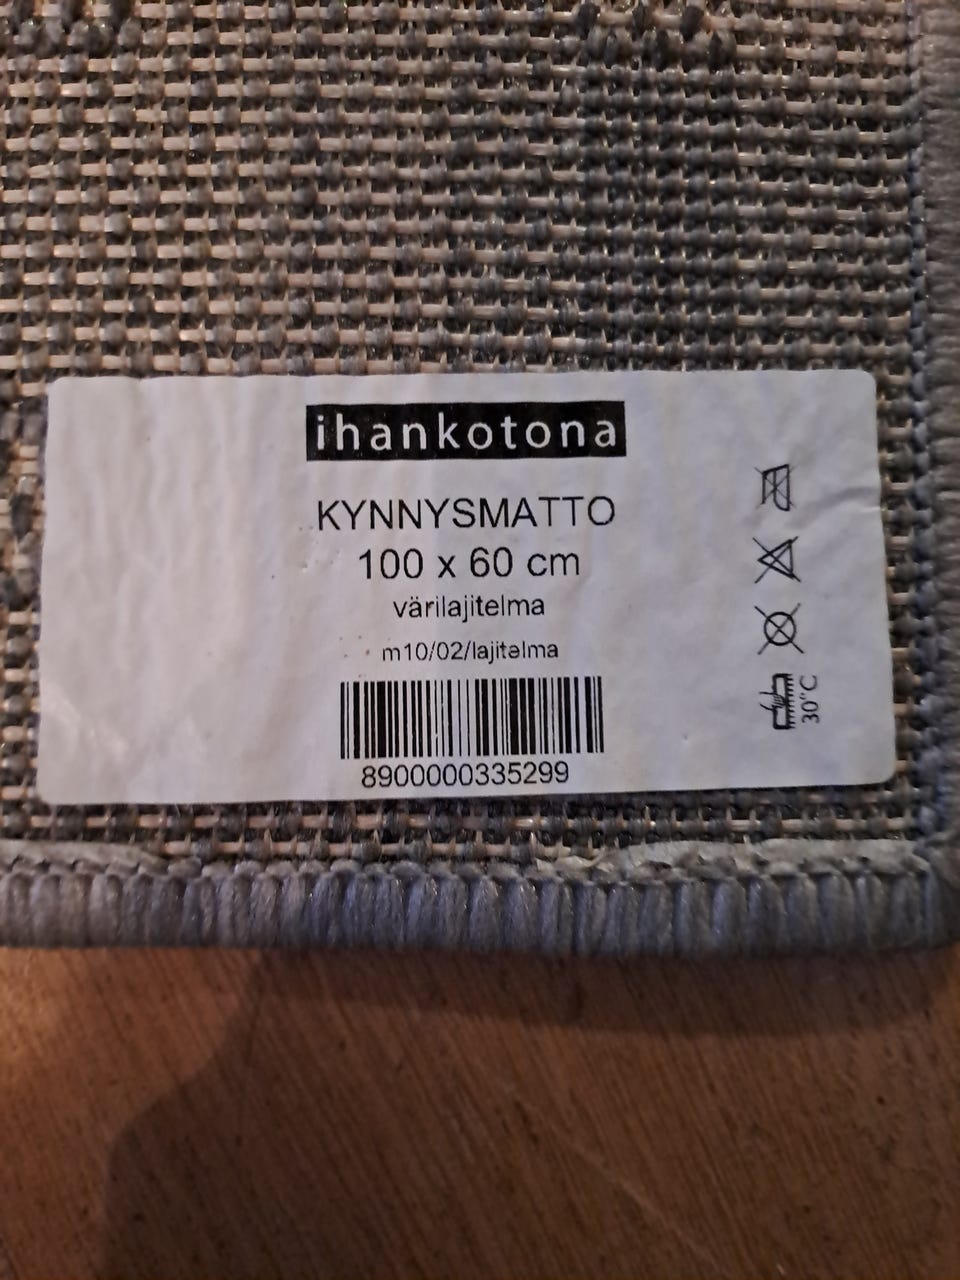 ihankotona
KYNNYSMATTO
100 x 60 cm
värilajitelma
m10/02/lajitelma
8900000335299
30°C